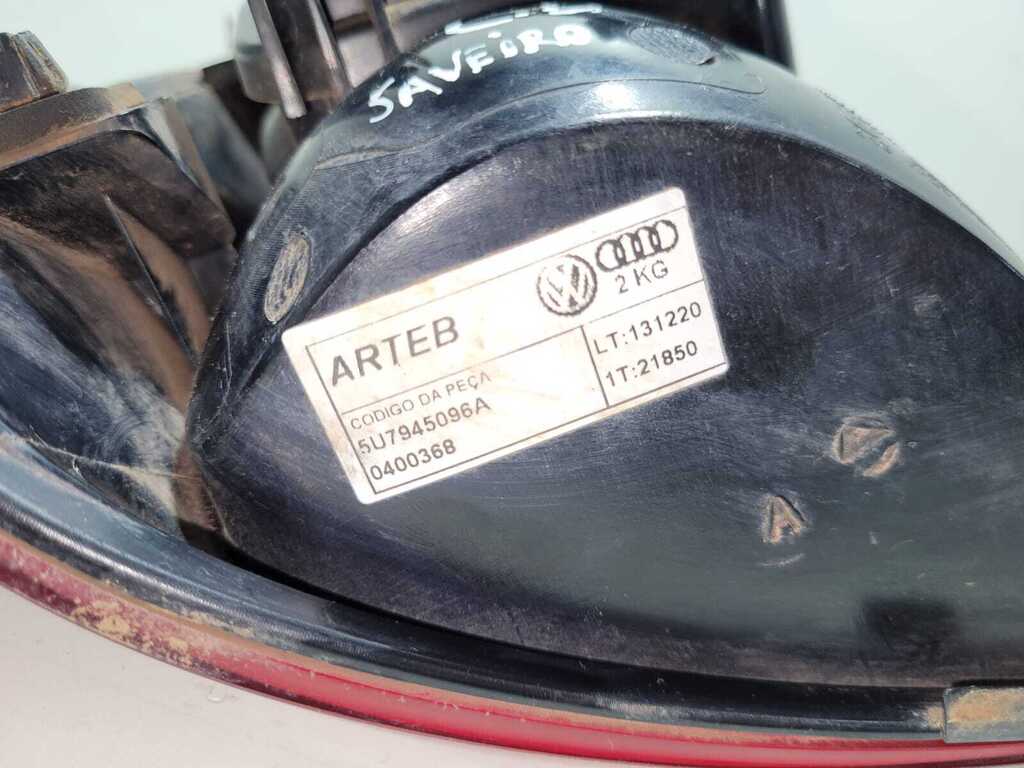 SAVEIRO
ARTEB
2 KG
CODIGO DA PEÇA
5U7945096A
0400368
LT:131220
1T:21850
A